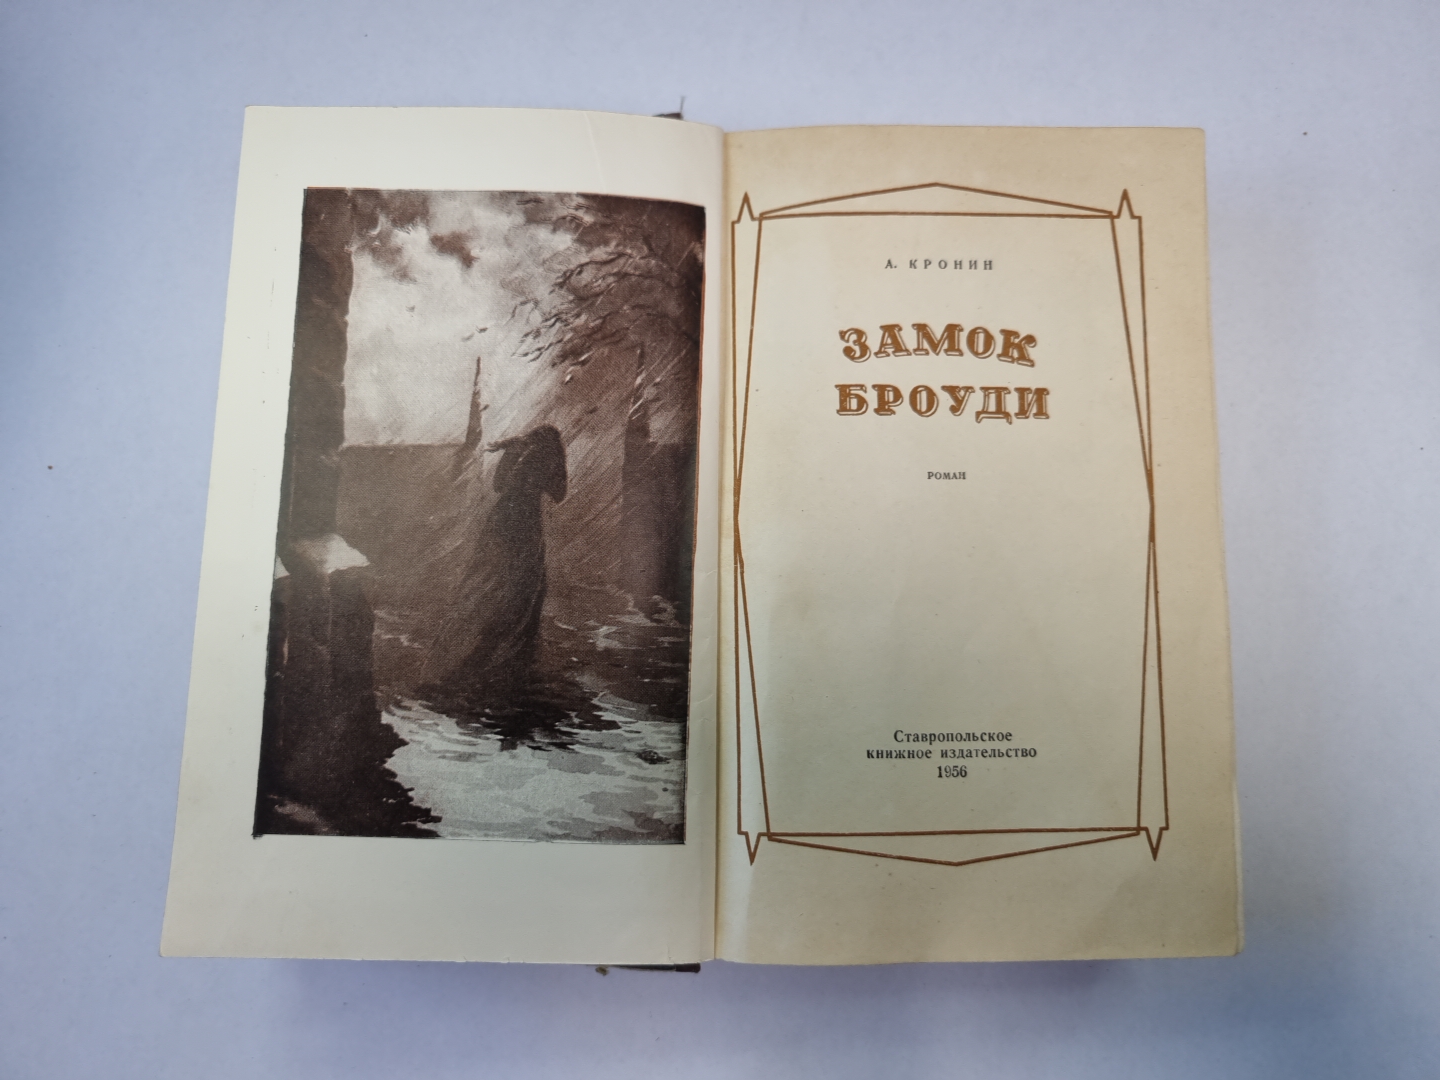 А. КРОНИН
ЗАМОК
БРОУДИ
РОМАН
Ставропольское
книжное издательство
1956